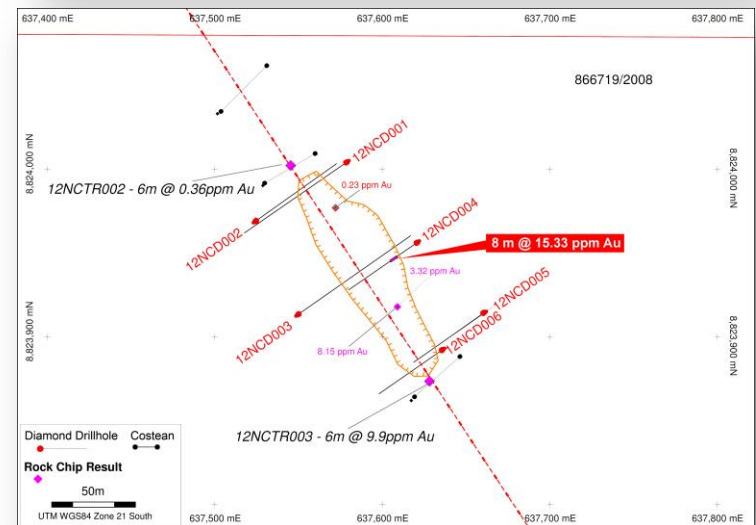 637,400 mE 637,500 mE 637,600 mE 637,700 mE 637,800 mE
866719/2008
8,824,000 mN
8,824,000 mN
12NCD001
12NCTR002 - 6m @ 0.36ppm Au
0.23 ppm Au
12NCD002
12NCD004
8 m @ 15.33 ppm Au
3.32 ppm Au
12NCD005
12NCD003
12NCD006
8,823,900 mN
8,823,900 mN
8.15 ppm Au
12NCTR003 - 6m @ 9.9ppm Au
Diamond Drillhole Costean
Rock Chip Result
50m
UTM WGS84 Zone 21 South
637,500 mE 637,600 mE 637,700 mE 637,800 mE